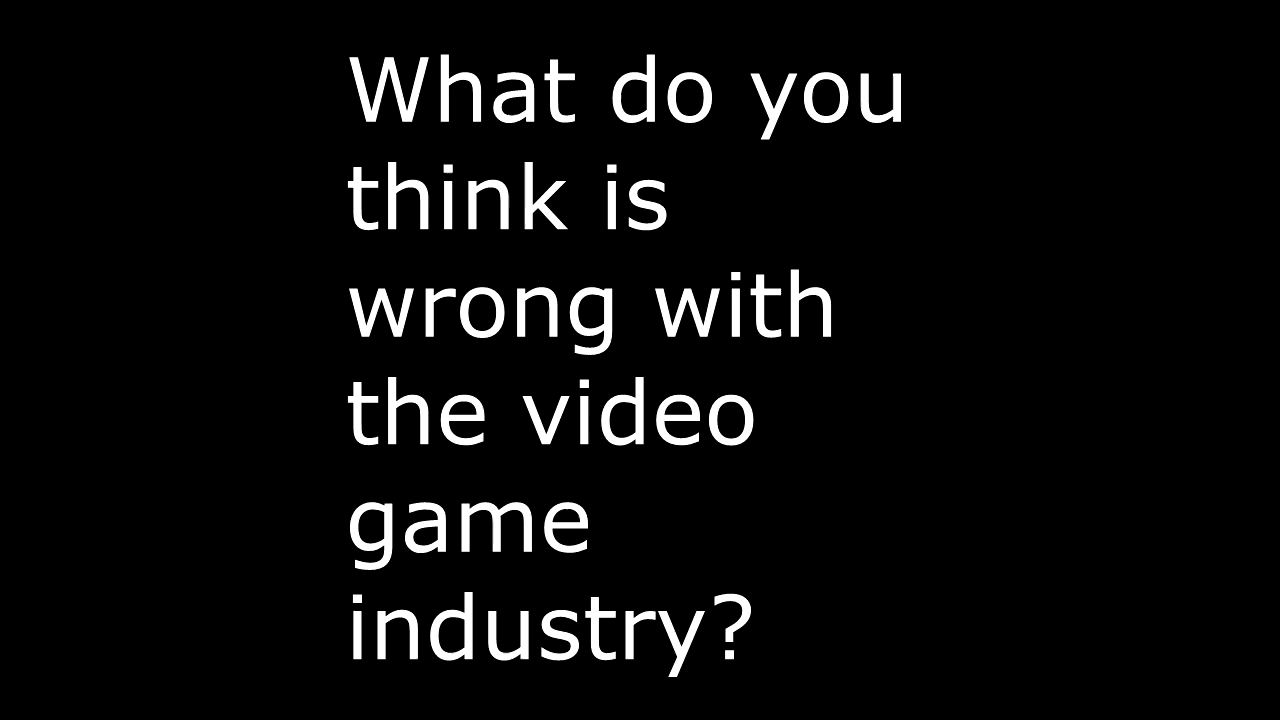 What do you
think is
wrong with
the video
game
industry?